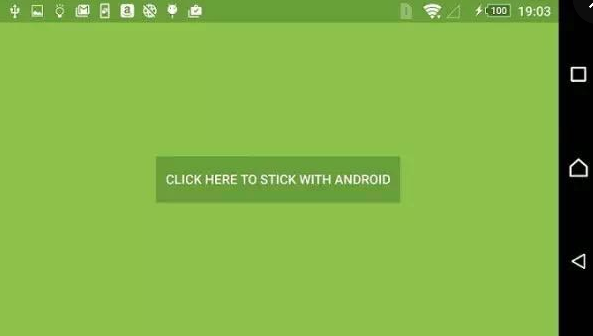 100 19:03
CLICK HERE TO STICK WITH ANDROID